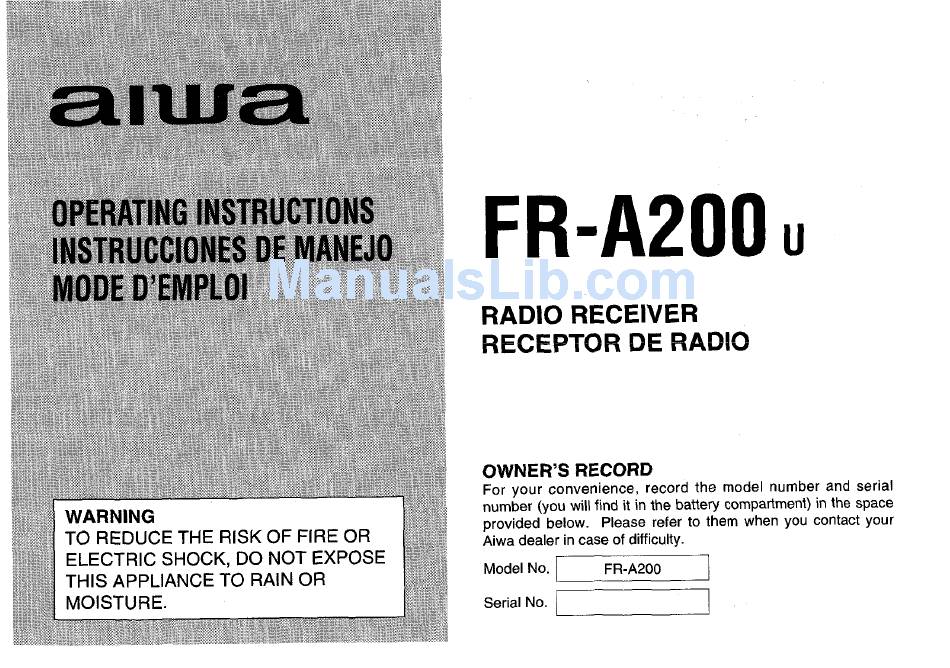 aiwa
OPERATING INSTRUCTIONS
INSTRUCCIONES DE MANEJO
MODE D'EMPLOI
ManualsLib.com
WARNING
TO REDUCE THE RISK OF FIRE OR
ELECTRIC SHOCK, DO NOT EXPOSE
THIS APPLIANCE TO RAIN OR
MOISTURE.
FR-A200 U
RADIO RECEIVER
RECEPTOR DE RADIO
OWNER'S RECORD
For your convenience, record the model number and serial
number (you will find it in the battery compartment) in the space
provided below. Please refer to them when you contact your
Aiwa dealer in case of difficulty.
Model No. FR-A200
Serial No.